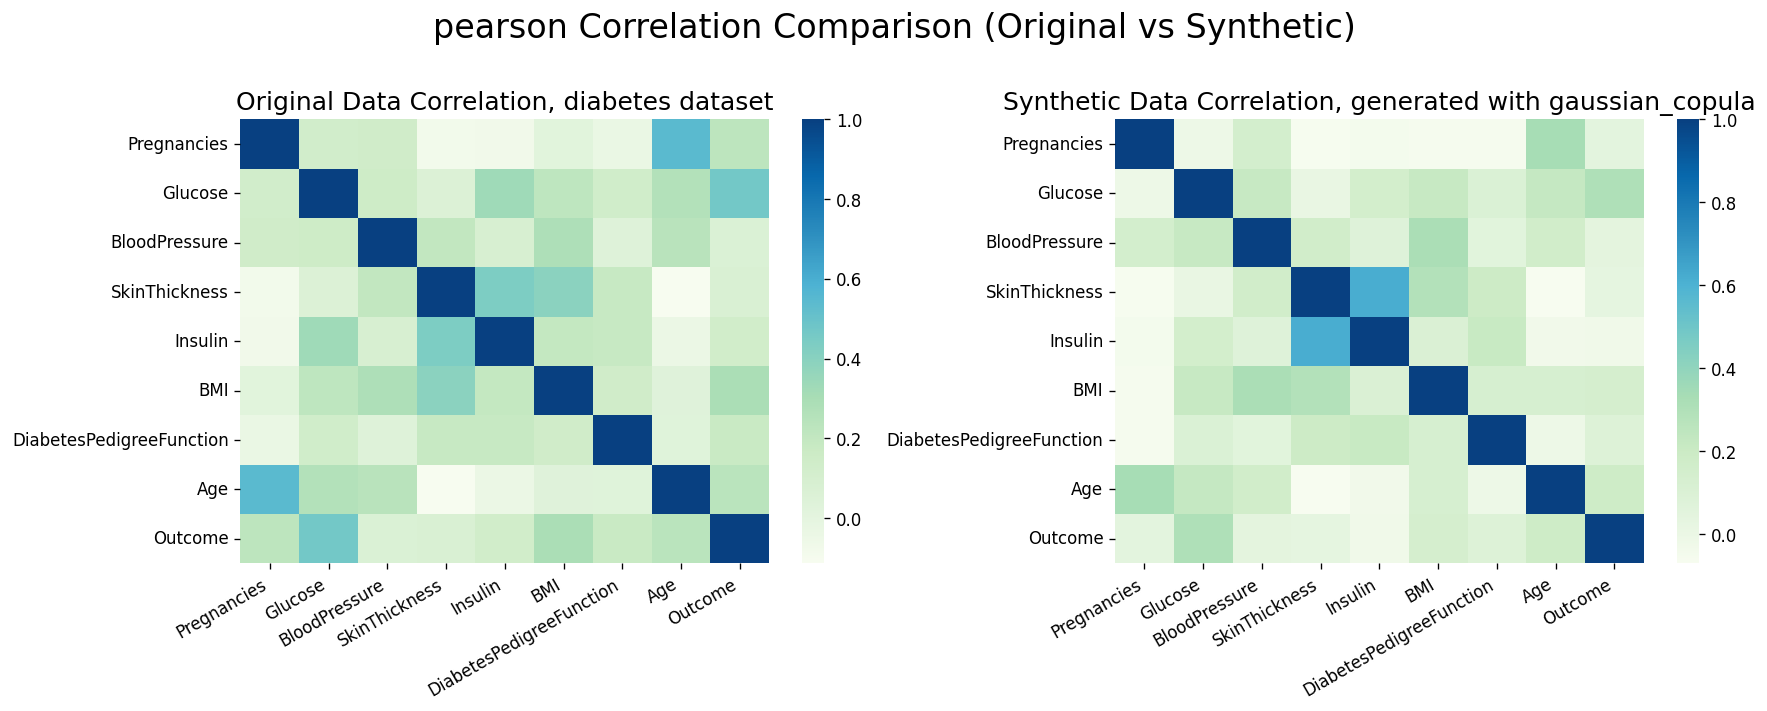 pearson Correlation Comparison (Original vs Synthetic)
Original Data Correlation, diabetes dataset
Pregnancies
Glucose
BloodPressure
SkinThickness
Insulin
BMI
DiabetesPedigreeFunction
Age
Outcome
Pregnancies
Glucose
BloodPressure
SkinThickness
Insulin
BMI
DiabetesPedigreeFunction
Age
Outcome
1.0
0.8
0.6
0.4
0.2
0.0
Synthetic Data Correlation, generated with gaussian_copula
Pregnancies
Glucose
BloodPressure
SkinThickness
Insulin
BMI
DiabetesPedigreeFunction
Age
Outcome
Pregnancies
Glucose
BloodPressure
SkinThickness
Insulin
BMI
DiabetesPedigreeFunction
Age
Outcome
1.0
0.8
0.6
0.4
0.2
0.0